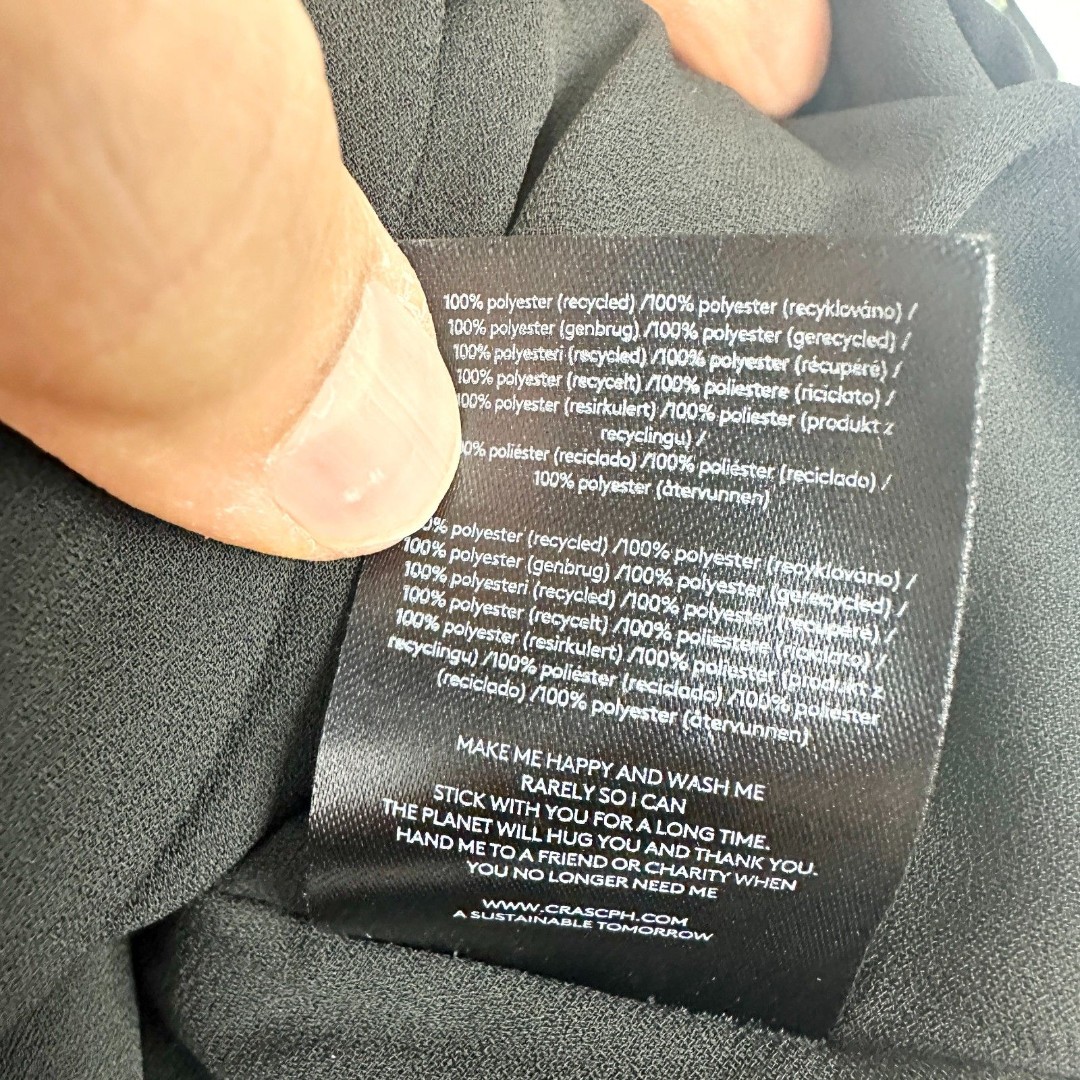 100% polyester (recycled) /100% polyester (recyklováno) /
100% polyester (genbrug) /100% polyester (gerecycled) /
100% polyesteri (recycled) /100% polyester (récupéré) /
100% polyester (recycelt) /100% poliestere (riciclato) /
100% polyester (resirkulert) /100% poliester (produkt z
recyclingu) /
00% poliéster (reciclado) /100% poliéster (reciclado) /
100% polyester (återvunnen)
0% polyester (recycled) /100% polyester (recyklováno) /
100% polyester (genbrug) /100% polyester (gerecycled) /
100% polyesteri (recycled) /100% polyester (récupéré) /
100% polyester (recycelt) /100% poliestere (riciclato) /
100% polyester (resirkulert) /100% poliester (produkt z
recyclingu) /100% poliéster (reciclado) /100% poliéster
(reciclado) /100% polyester (återvunnen)
MAKE ME HAPPY AND WASH ME
RARELY SO I CAN
STICK WITH YOU FOR A LONG TIME.
THE PLANET WILL HUG YOU AND THANK YOU.
HAND ME TO A FRIEND OR CHARITY WHEN
YOU NO LONGER NEED ME
WWW.CRASCPH.COM
A SUSTAINABLE TOMORROW